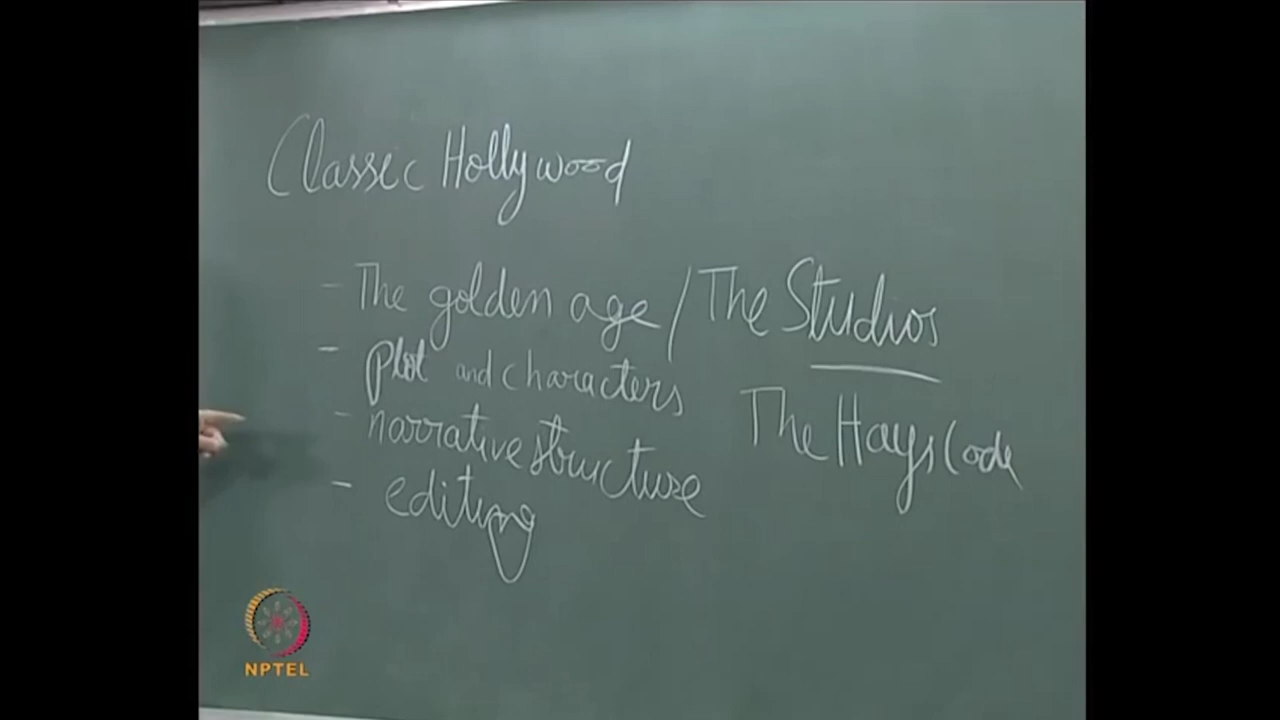 Classic Hollywood
- The golden age / The Studios
- plot and characters
The Hays Code
- narrative structure
- editing
NPTEL